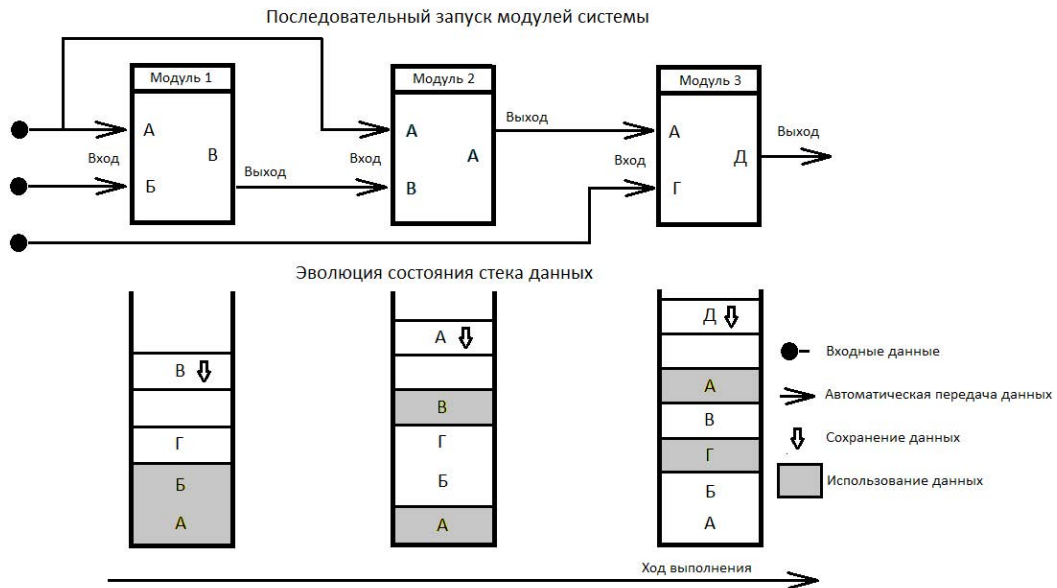 Последовательный запуск модулей системы
Модуль 1
Модуль 2
Модуль 3
Выход
Выход
А
А
А
Вход
В
Вход
А
Вход
Д
Выход
Б
В
Г
Эволюция состояния стека данных
Д
А
В
Входные данные
А
Автоматическая передача данных
В
В
Г
Г
Сохранение данных
Г
Б
Б
Б
Использование данных
А
А
А
Ход выполнения